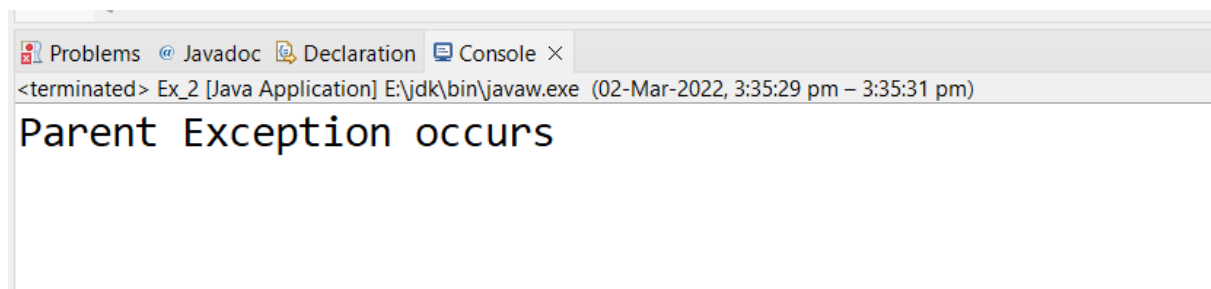 Problems @ Javadoc Declaration Console ×
<terminated> Ex_2 [Java Application] E:\jdk\bin\javaw.exe (02-Mar-2022, 3:35:29 pm – 3:35:31 pm)
Parent Exception occurs